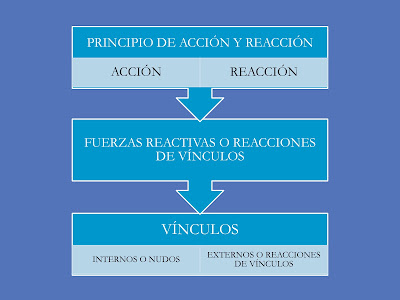 PRINCIPIO DE ACCIÓN Y REACCIÓN
ACCIÓN
REACCIÓN
FUERZAS REACTIVAS O REACCIONES
DE VÍNCULOS
VÍNCULOS
INTERNOS O NUDOS
EXTERNOS O REACCIONES
DE VÍNCULOS